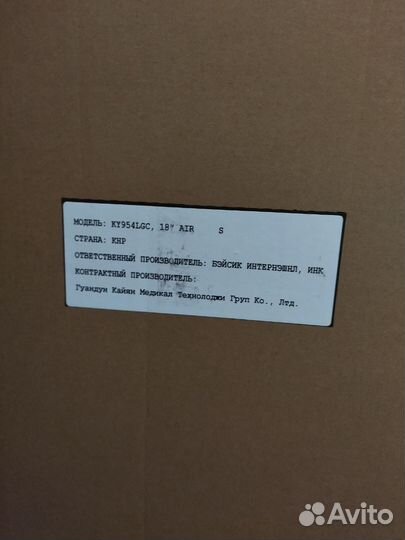 МОДЕЛЬ: KY954LGC, 18" AIR S
СТРАНА: КНР
ОТВЕТСТВЕННЫЙ ПРОИЗВОДИТЕЛЬ: БЭЙСИК ИНТЕРНЭШНЛ, ИНК
КОНТРАКТНЫЙ ПРОИЗВОДИТЕЛЬ:
Гуандун Кайян Медикал Технолоджи Груп Ко., Лтд.
Avito